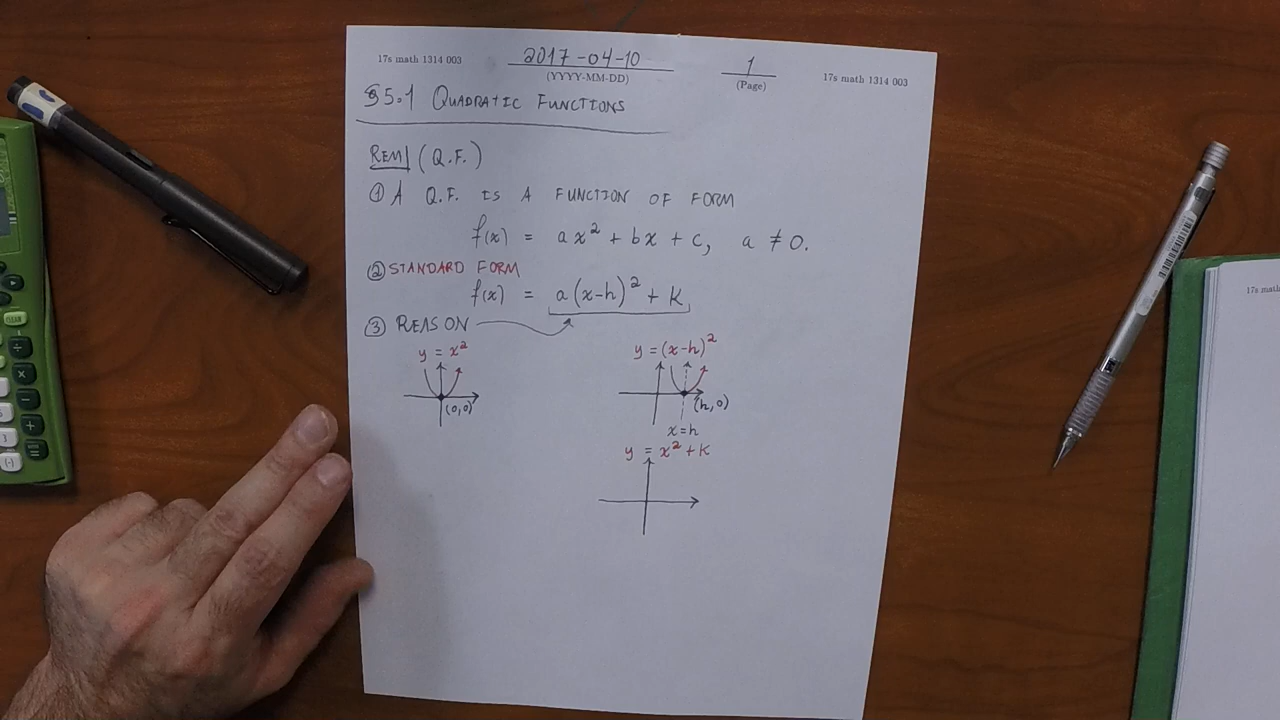 17s math 1314 003 2017-04-10 1 17s math 1314 003
(YYYY-MM-DD) (Page)
§5.1 QUADRATIC FUNCTIONS
REM (Q.F.)
① A Q.F. IS A FUNCTION OF FORM
f(x) = ax² + bx + c, a ≠ 0.
② STANDARD FORM
f(x) = a(x-h)² + K
③ REASON
y = x²
(0,0)
y = (x-h)²
(h,0)
x=h
y = x² + K
17s math